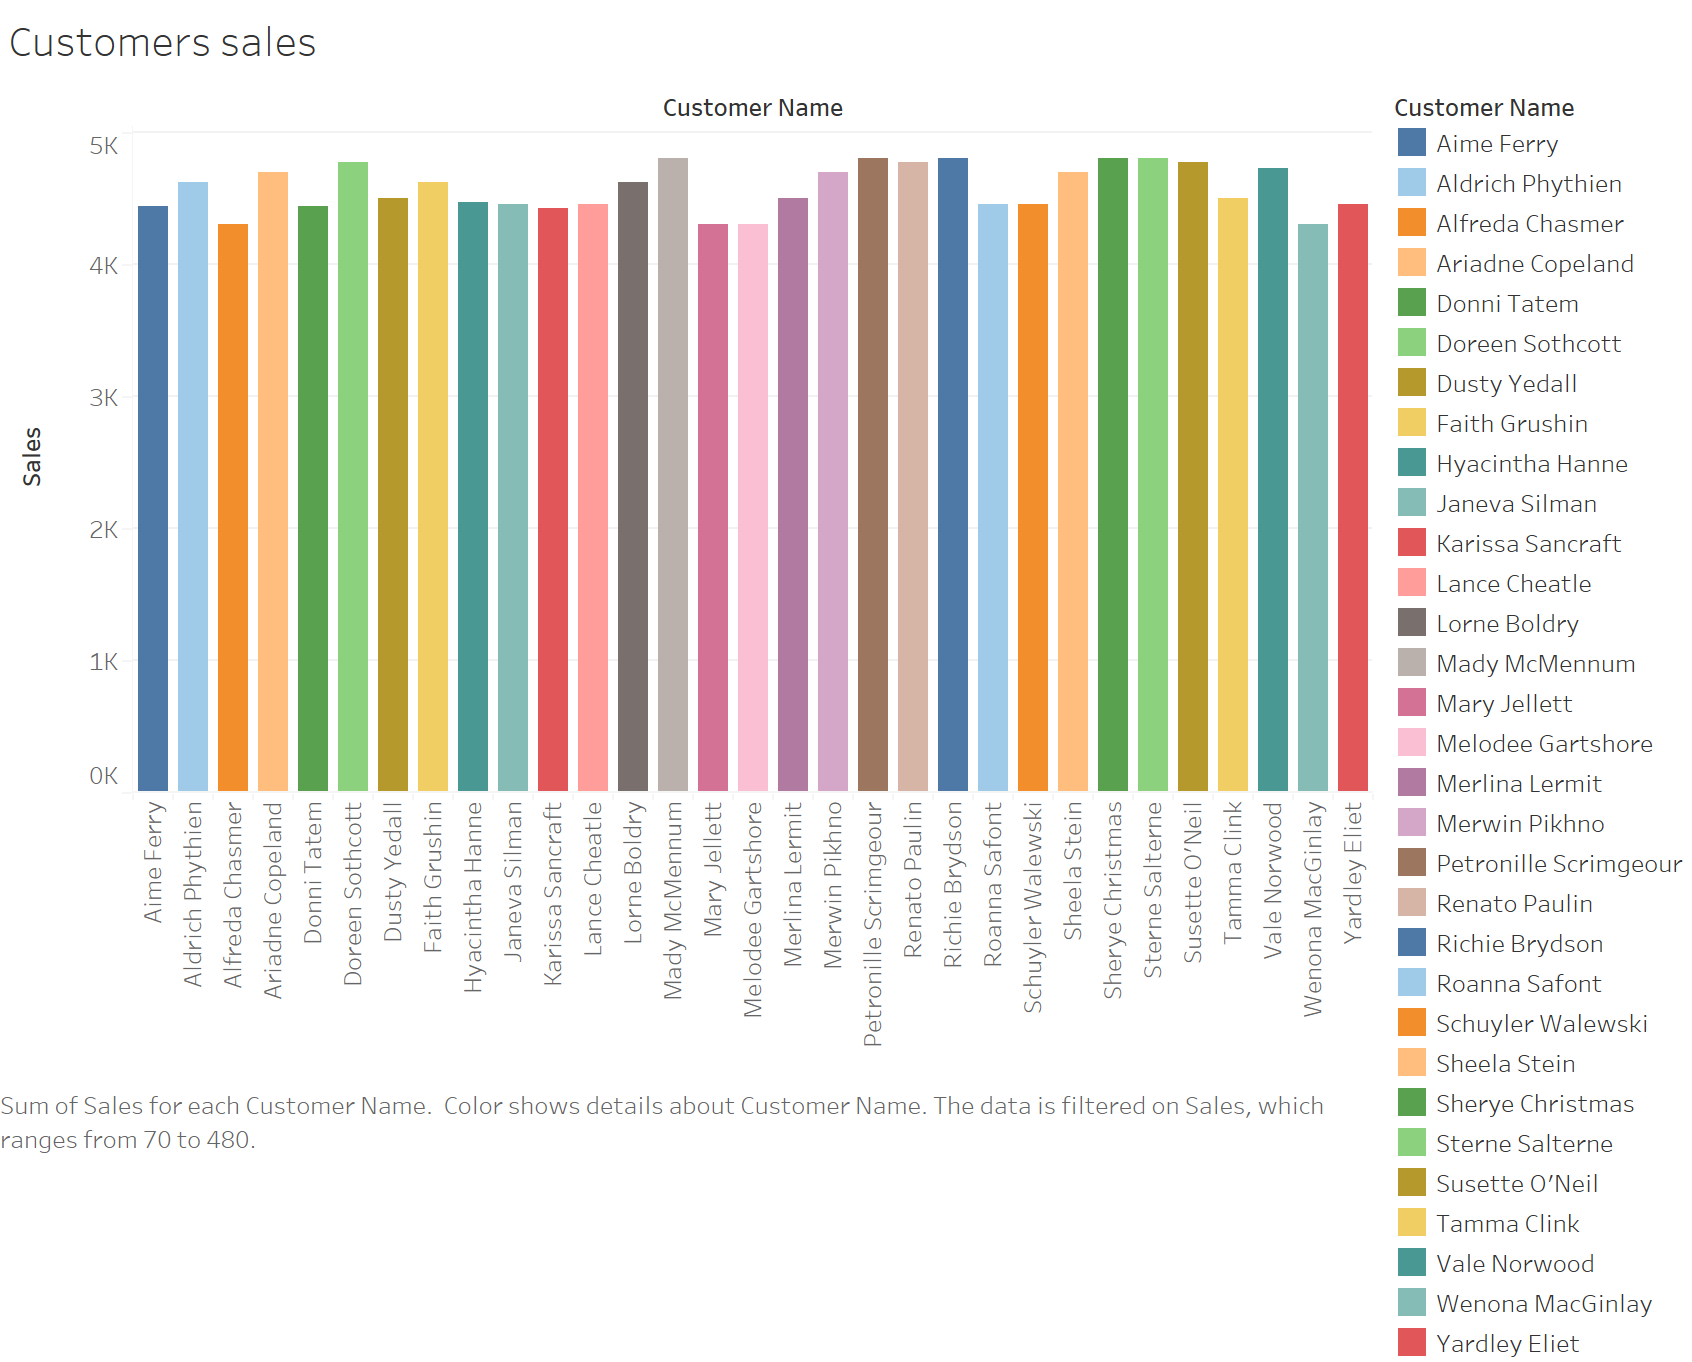 Customers sales
Customer Name
5K
4K
3K
2K
1K
0K
Sales
Aime Ferry
Aldrich Phythien
Alfreda Chasmer
Ariadne Copeland
Donni Tatem
Doreen Sothcott
Dusty Yedall
Faith Grushin
Hyacintha Hanne
Janeva Silman
Karissa Sancraft
Lance Cheatle
Lorne Boldry
Mady McMennum
Mary Jellett
Melodee Gartshore
Merlina Lermit
Merwin Pikhno
Petronille Scrimgeour
Renato Paulin
Richie Brydson
Roanna Safont
Schuyler Walewski
Sheela Stein
Sherye Christmas
Sterne Salterne
Susette O’Neil
Tamma Clink
Vale Norwood
Wenona MacGinlay
Yardley Eliet
Customer Name
Aime Ferry
Aldrich Phythien
Alfreda Chasmer
Ariadne Copeland
Donni Tatem
Doreen Sothcott
Dusty Yedall
Faith Grushin
Hyacintha Hanne
Janeva Silman
Karissa Sancraft
Lance Cheatle
Lorne Boldry
Mady McMennum
Mary Jellett
Melodee Gartshore
Merlina Lermit
Merwin Pikhno
Petronille Scrimgeour
Renato Paulin
Richie Brydson
Roanna Safont
Schuyler Walewski
Sheela Stein
Sherye Christmas
Sterne Salterne
Susette O’Neil
Tamma Clink
Vale Norwood
Wenona MacGinlay
Yardley Eliet
Sum of Sales for each Customer Name.  Color shows details about Customer Name. The data is filtered on Sales, which
ranges from 70 to 480.